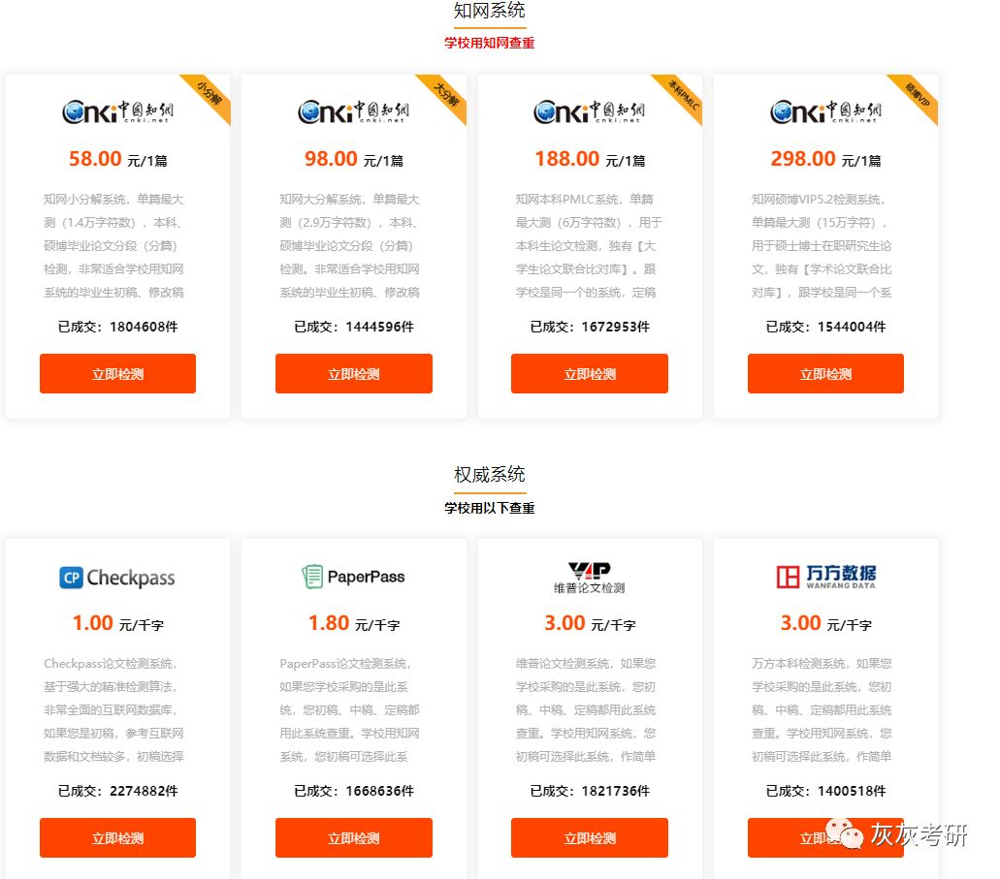 知网系统
学校用知网查重
小分解
Cnki中国知网
cnki.net
58.00 元/1篇
知网小分解系统，单篇最大
测（1.4万字符数），本科、
硕博毕业论文分段（分篇）
检测，非常适合学校用知网
系统的毕业生初稿、修改稿
已成交：1804608件
立即检测
大分解
Cnki中国知网
cnki.net
98.00 元/1篇
知网大分解系统，单篇最大
测（2.9万字符数），本科、
硕博毕业论文分段（分篇）
检测。非常适合学校用知网
系统的毕业生初稿、修改稿
已成交：1444596件
立即检测
本科PMLC
Cnki中国知网
cnki.net
188.00 元/1篇
知网本科PMLC系统，单篇
最大测（6万字符数），用于
本科生论文检测，独有【大
学生论文联合比对库】。跟
学校是同一个的系统，定稿
已成交：1672953件
立即检测
硕博VIP
Cnki中国知网
cnki.net
298.00 元/1篇
知网硕博VIP5.2检测系统，
单篇最大测（15万字符），
用于硕士博士在职研究生论
文，独有【学术论文联合比
对库】，跟学校是同一个系
已成交：1544004件
立即检测
权威系统
学校用以下查重
CP Checkpass
1.00 元/千字
Checkpass论文检测系统，
基于强大的精准检测算法，
非常全面的互联网数据库，
如果您是初稿，参考互联网
数据和文档较多，初稿选择
已成交：2274882件
立即检测
PaperPass
1.80 元/千字
PaperPass论文检测系统，
如果您学校采购的是此系
统，您初稿、中稿、定稿都
用此系统查重。学校用知网
系统，您初稿可选择此系
已成交：1668636件
立即检测
VIP
维普论文检测
3.00 元/千字
维普论文检测系统，如果您
学校采购的是此系统，您初
稿、中稿、定稿都用此系统
查重。学校用知网系统，您
初稿可选择此系统，作简单
已成交：1821736件
立即检测
万方数据
WANFANG DATA
3.00 元/千字
万方本科检测系统，如果您
学校采购的是此系统，您初
稿、中稿、定稿都用此系统
查重。学校用知网系统，您
初稿可选择此系统，作简单
已成交：1400518件
立即检测
灰灰考研